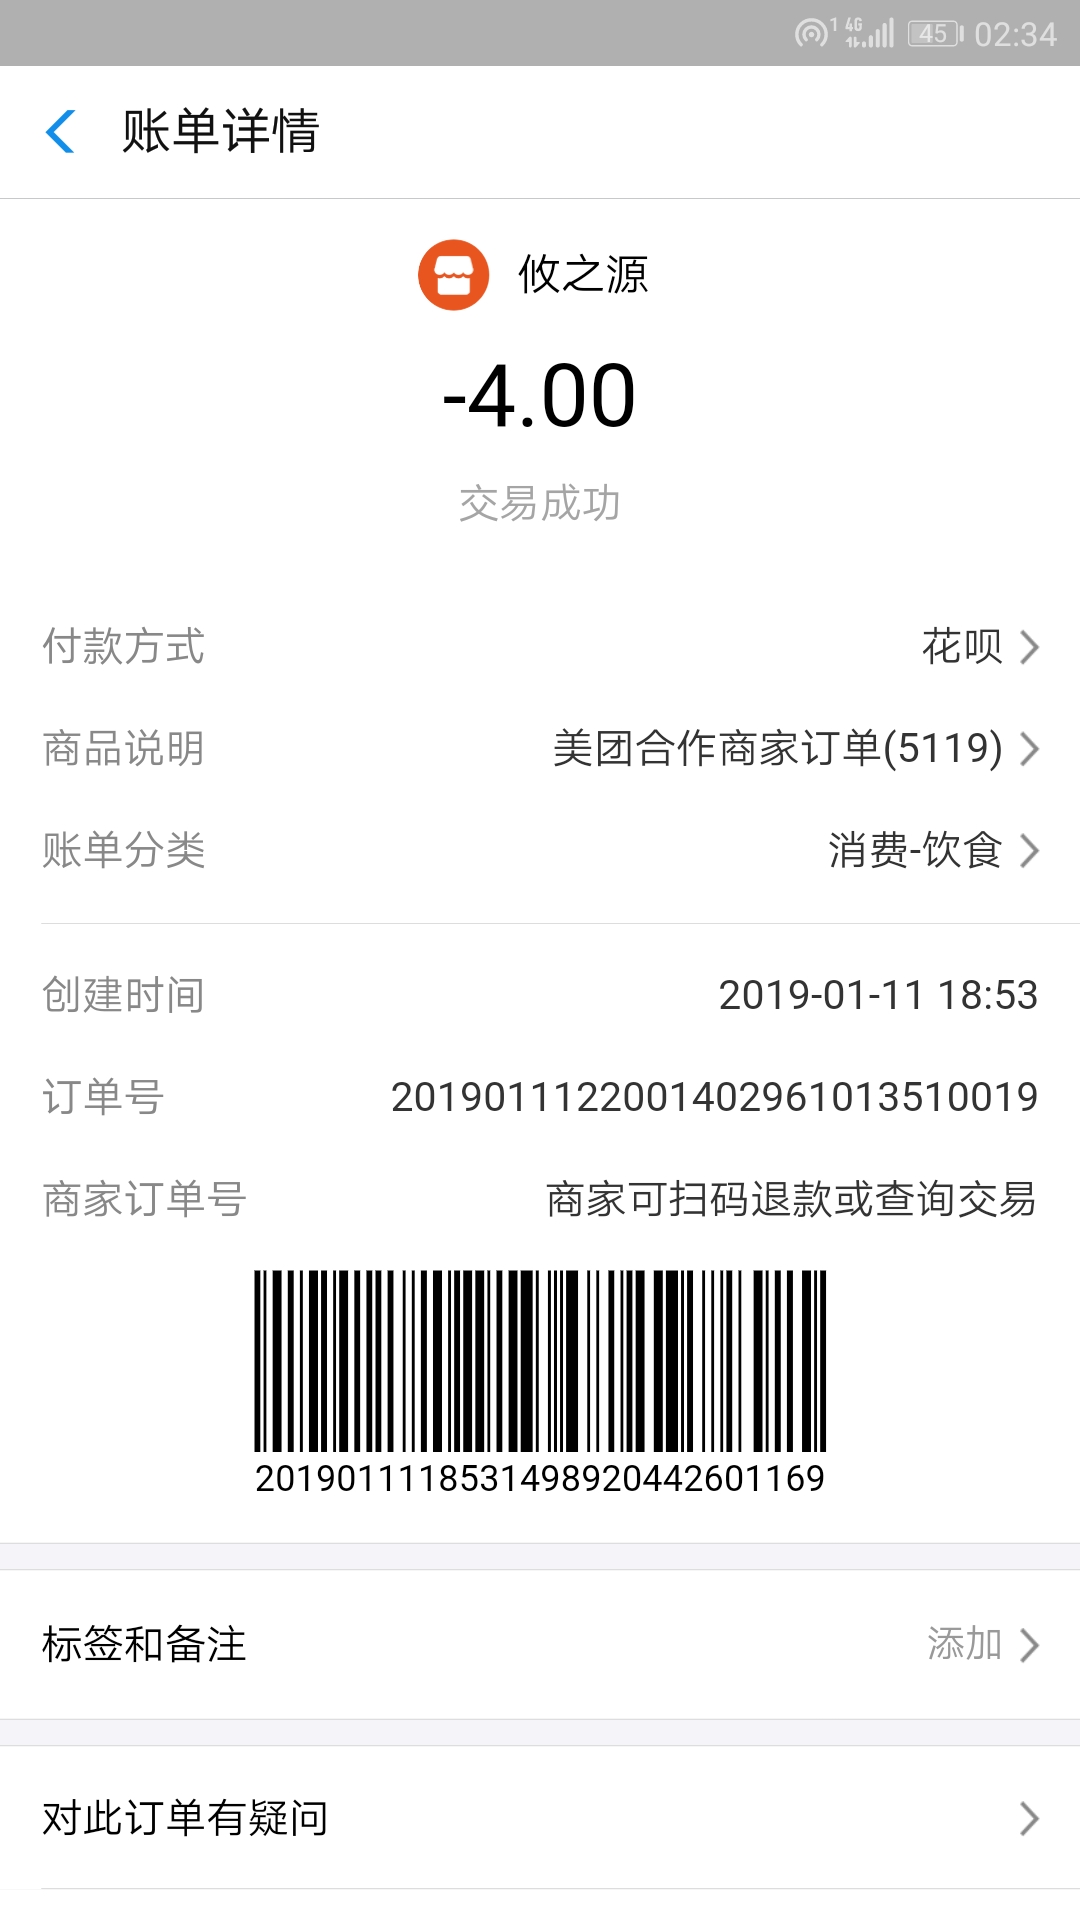 1 4G 45 02:34
账单详情
攸之源
-4.00
交易成功
付款方式 花呗
商品说明 美团合作商家订单(5119)
账单分类 消费-饮食
创建时间 2019-01-11 18:53
订单号 2019011122001402961013510019
商家订单号 商家可扫码退款或查询交易
2019011118531498920442601169
标签和备注 添加
对此订单有疑问